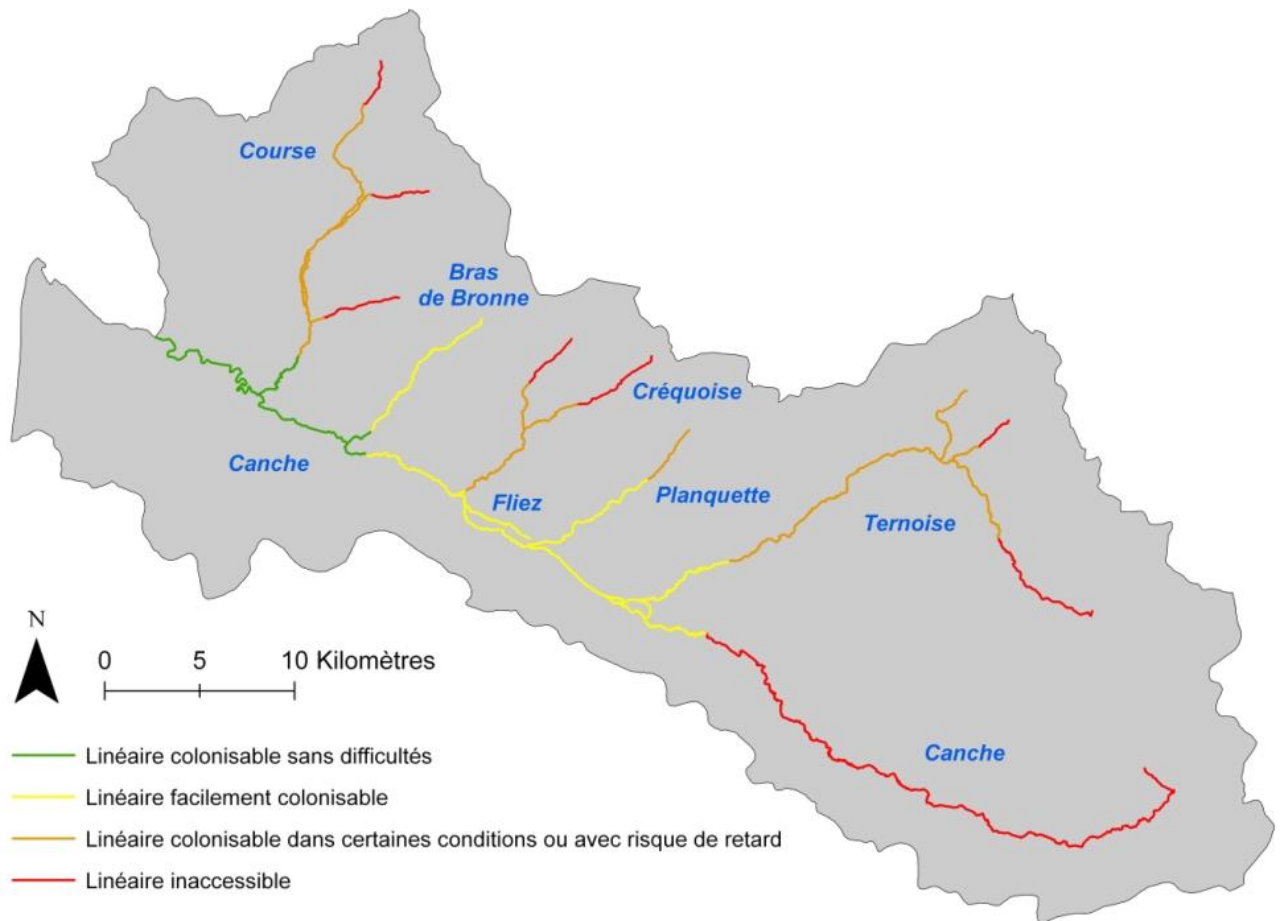 Course
Bras
de Bronne
Créquoise
Canche
Fliez
Planquette
Ternoise
Canche
N
0 5 10 Kilomètres
Linéaire colonisable sans difficultés
Linéaire facilement colonisable
Linéaire colonisable dans certaines conditions ou avec risque de retard
Linéaire inaccessible